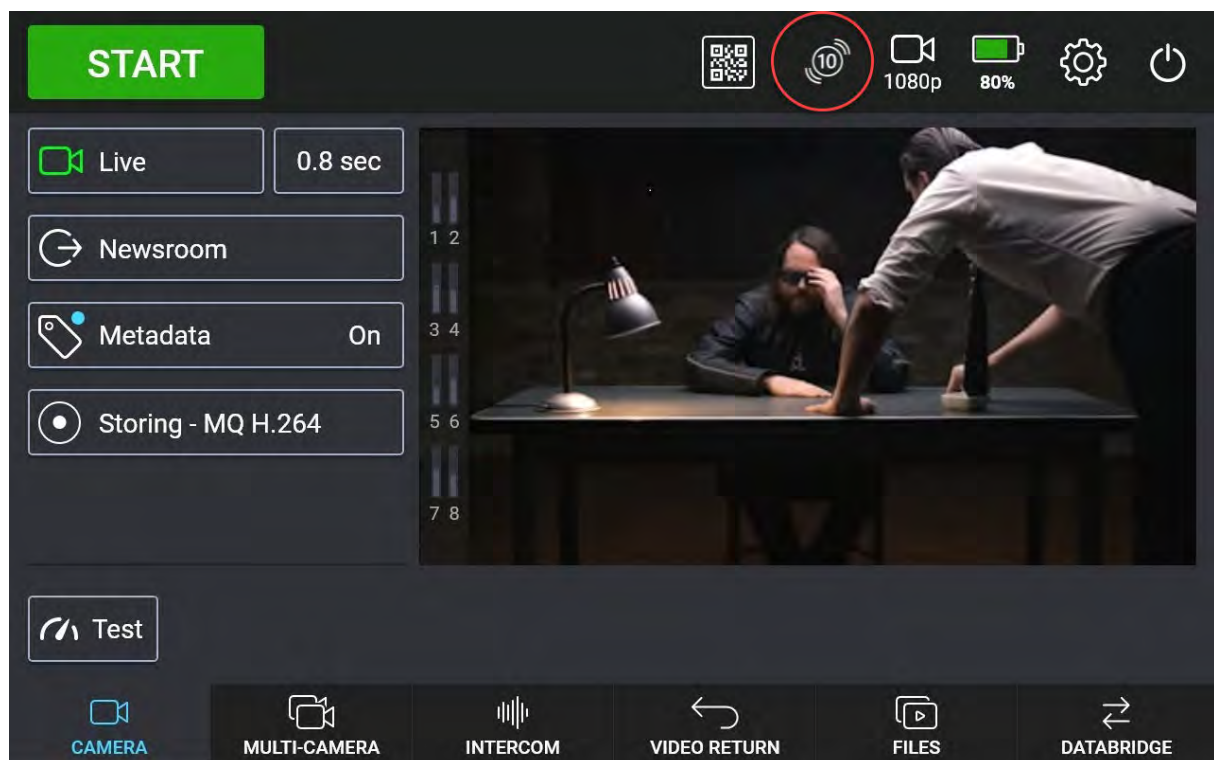 START
10
1080p
80%
Live
0.8 sec
Newsroom
Metadata On
Storing - MQ H.264
1 2
3 4
5 6
7 8
Test
CAMERA
MULTI-CAMERA
INTERCOM
VIDEO RETURN
FILES
DATABRIDGE